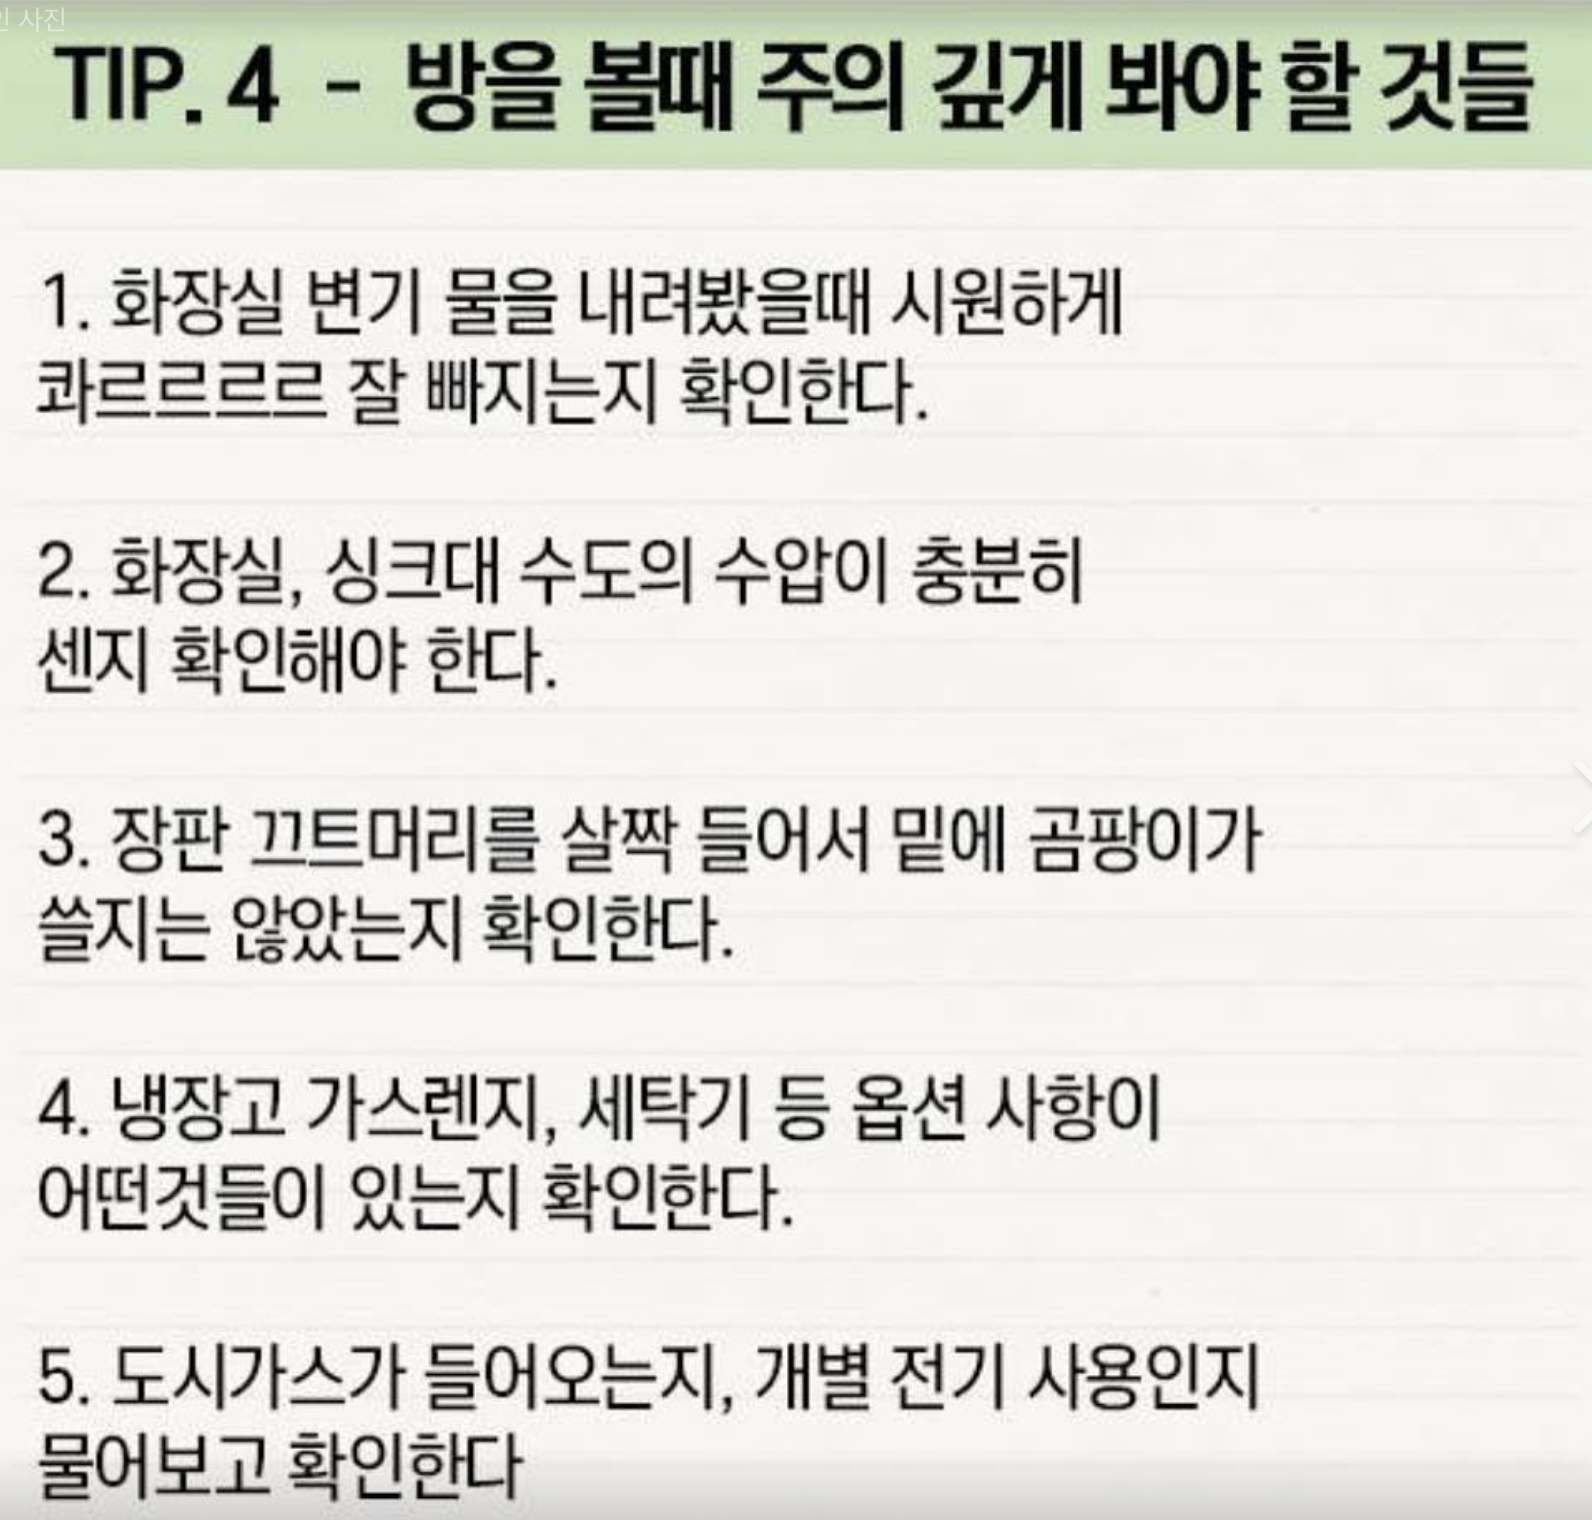 인 사진
TIP. 4 - 방을 볼때 주의 깊게 봐야 할 것들
1. 화장실 변기 물을 내려봤을때 시원하게
콰르르르르 잘 빠지는지 확인한다.
2. 화장실, 싱크대 수도의 수압이 충분히
센지 확인해야 한다.
3. 장판 끄트머리를 살짝 들어서 밑에 곰팡이가
쓸지는 않았는지 확인한다.
4. 냉장고 가스렌지, 세탁기 등 옵션 사항이
어떤것들이 있는지 확인한다.
5. 도시가스가 들어오는지, 개별 전기 사용인지
물어보고 확인한다